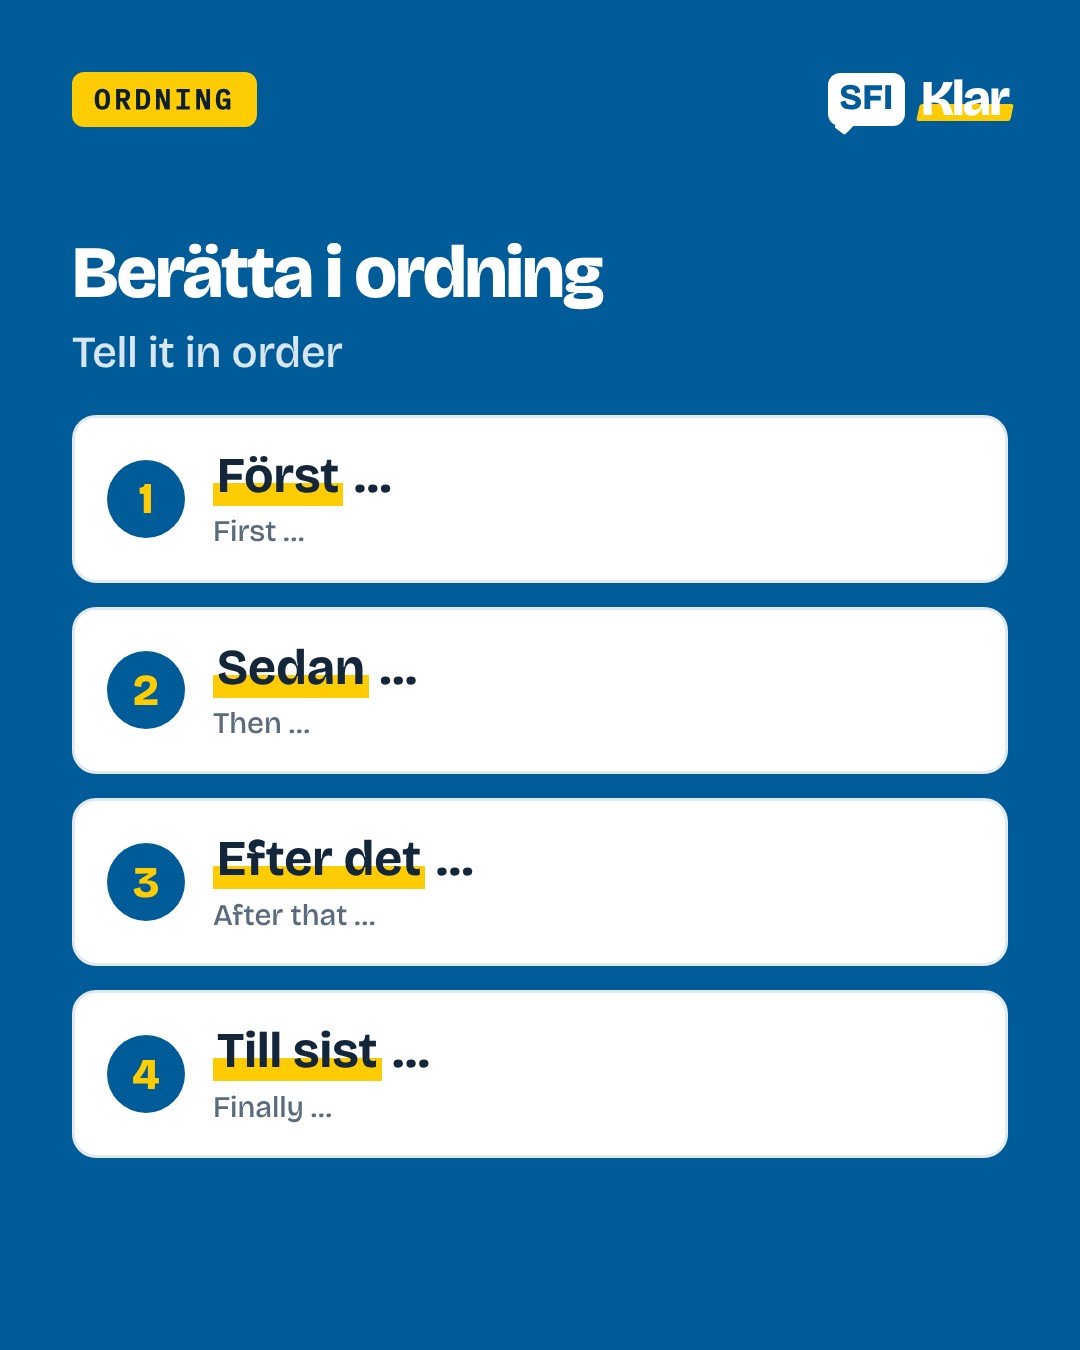 ORDNING
SFI Klar
Berätta i ordning
Tell it in order
1
Först ...
First ...
2
Sedan ...
Then ...
3
Efter det ...
After that ...
4
Till sist ...
Finally ...